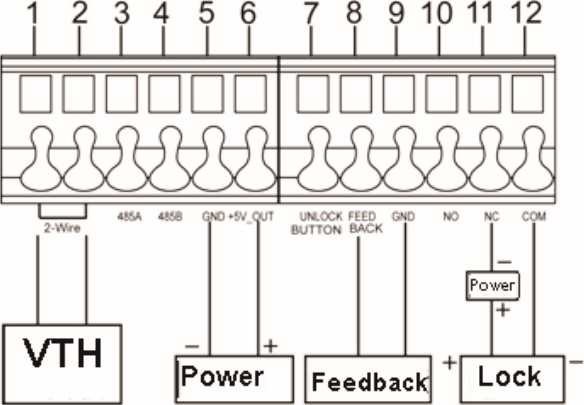 1 2 3 4 5 6 7 8 9 10 11 12
2-Wire 485A 485B GND +5V_OUT UNLOCK BUTTON FEED BACK GND NO NC COM
−
Power
+
VTH
− +
Power
Feedback
+ Lock −